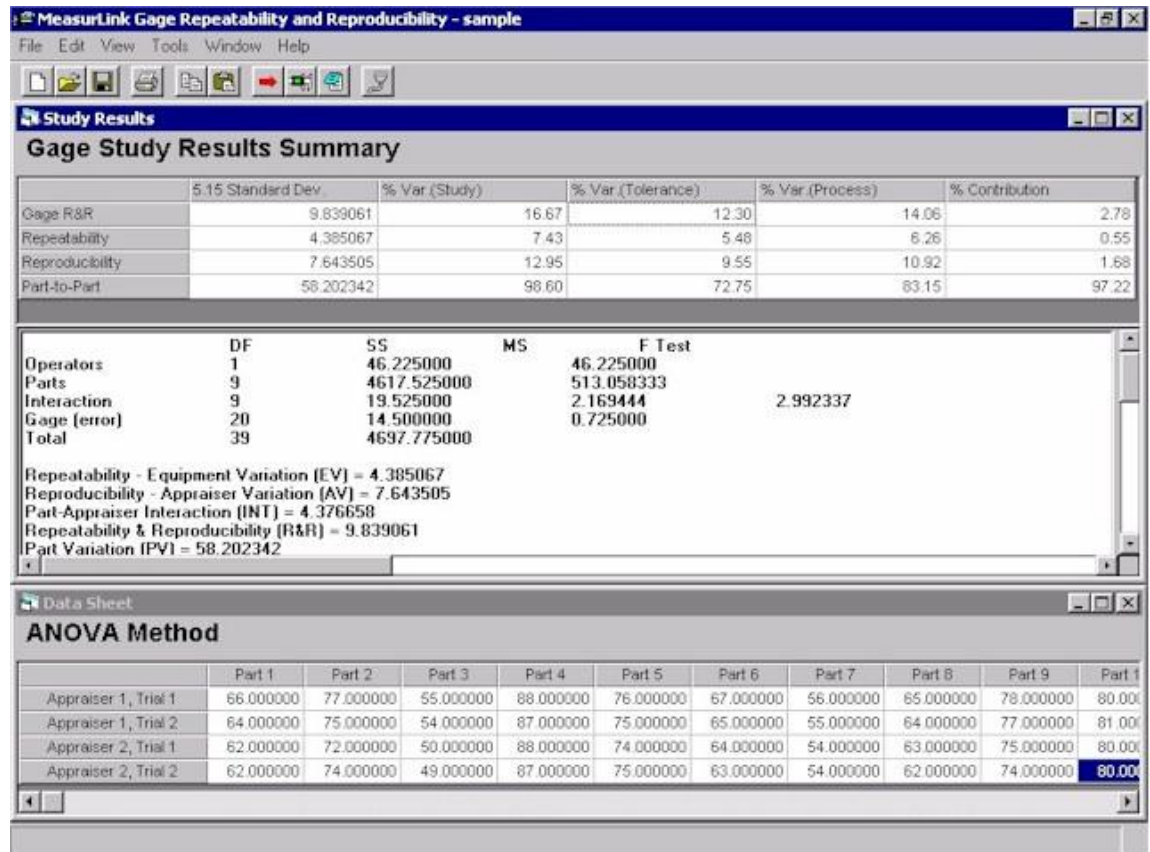 MeasurLink Gage Repeatability and Reproducibility - sample
File Edit View Tools Window Help
Study Results
Gage Study Results Summary
5.15 Standard Dev. % Var.(Study) % Var.(Tolerance) % Var.(Process) % Contribution
Gage R&R 9.839061 16.67 12.30 14.06 2.78
Repeatability 4.385067 7.43 5.48 6.26 0.55
Reproducibility 7.643505 12.95 9.55 10.92 1.68
Part-to-Part 58.202342 98.60 72.75 83.15 97.22
DF SS MS F Test
Operators 1 46.225000 46.225000
Parts 9 4617.525000 513.058333
Interaction 9 19.525000 2.169444 2.992337
Gage (error) 20 14.500000 0.725000
Total 39 4697.775000
Repeatability - Equipment Variation (EV) = 4.385067
Reproducibility - Appraiser Variation (AV) = 7.643505
Part-Appraiser Interaction (INT) = 4.376658
Repeatability & Reproducibility (R&R) = 9.839061
Part Variation (PV) = 58.202342
Data Sheet
ANOVA Method
Part 1 Part 2 Part 3 Part 4 Part 5 Part 6 Part 7 Part 8 Part 9 Part 1
Appraiser 1, Trial 1 66.000000 77.000000 55.000000 88.000000 76.000000 67.000000 56.000000 65.000000 78.000000 80.000
Appraiser 1, Trial 2 64.000000 75.000000 54.000000 87.000000 75.000000 65.000000 55.000000 64.000000 77.000000 81.000
Appraiser 2, Trial 1 62.000000 72.000000 50.000000 88.000000 74.000000 64.000000 54.000000 63.000000 75.000000 80.000
Appraiser 2, Trial 2 62.000000 74.000000 49.000000 87.000000 75.000000 63.000000 54.000000 62.000000 74.000000 80.000